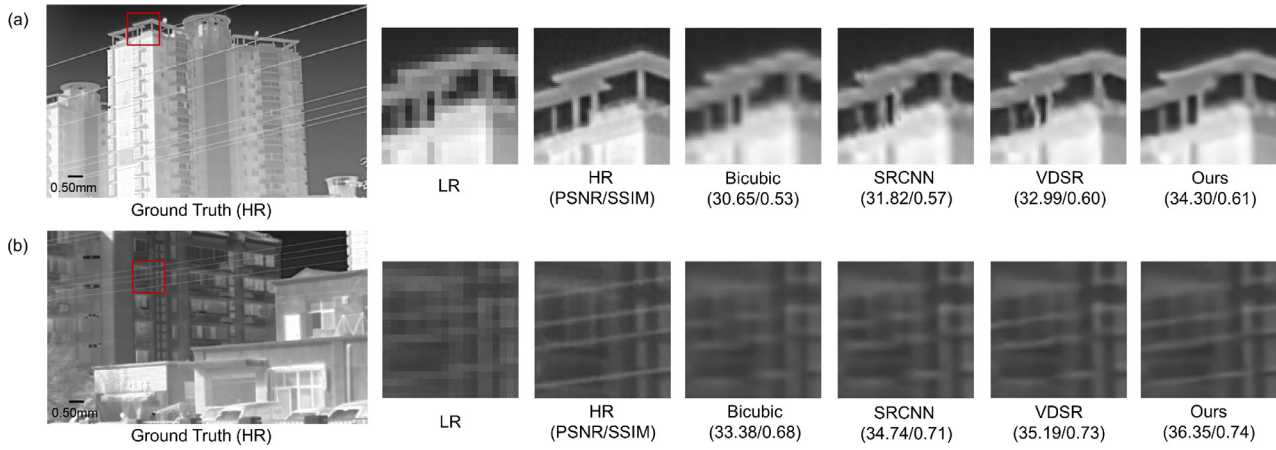 (a)
0.50mm
Ground Truth (HR)
LR
HR
(PSNR/SSIM)
Bicubic
(30.65/0.53)
SRCNN
(31.82/0.57)
VDSR
(32.99/0.60)
Ours
(34.30/0.61)
(b)
0.50mm
Ground Truth (HR)
LR
HR
(PSNR/SSIM)
Bicubic
(33.38/0.68)
SRCNN
(34.74/0.71)
VDSR
(35.19/0.73)
Ours
(36.35/0.74)